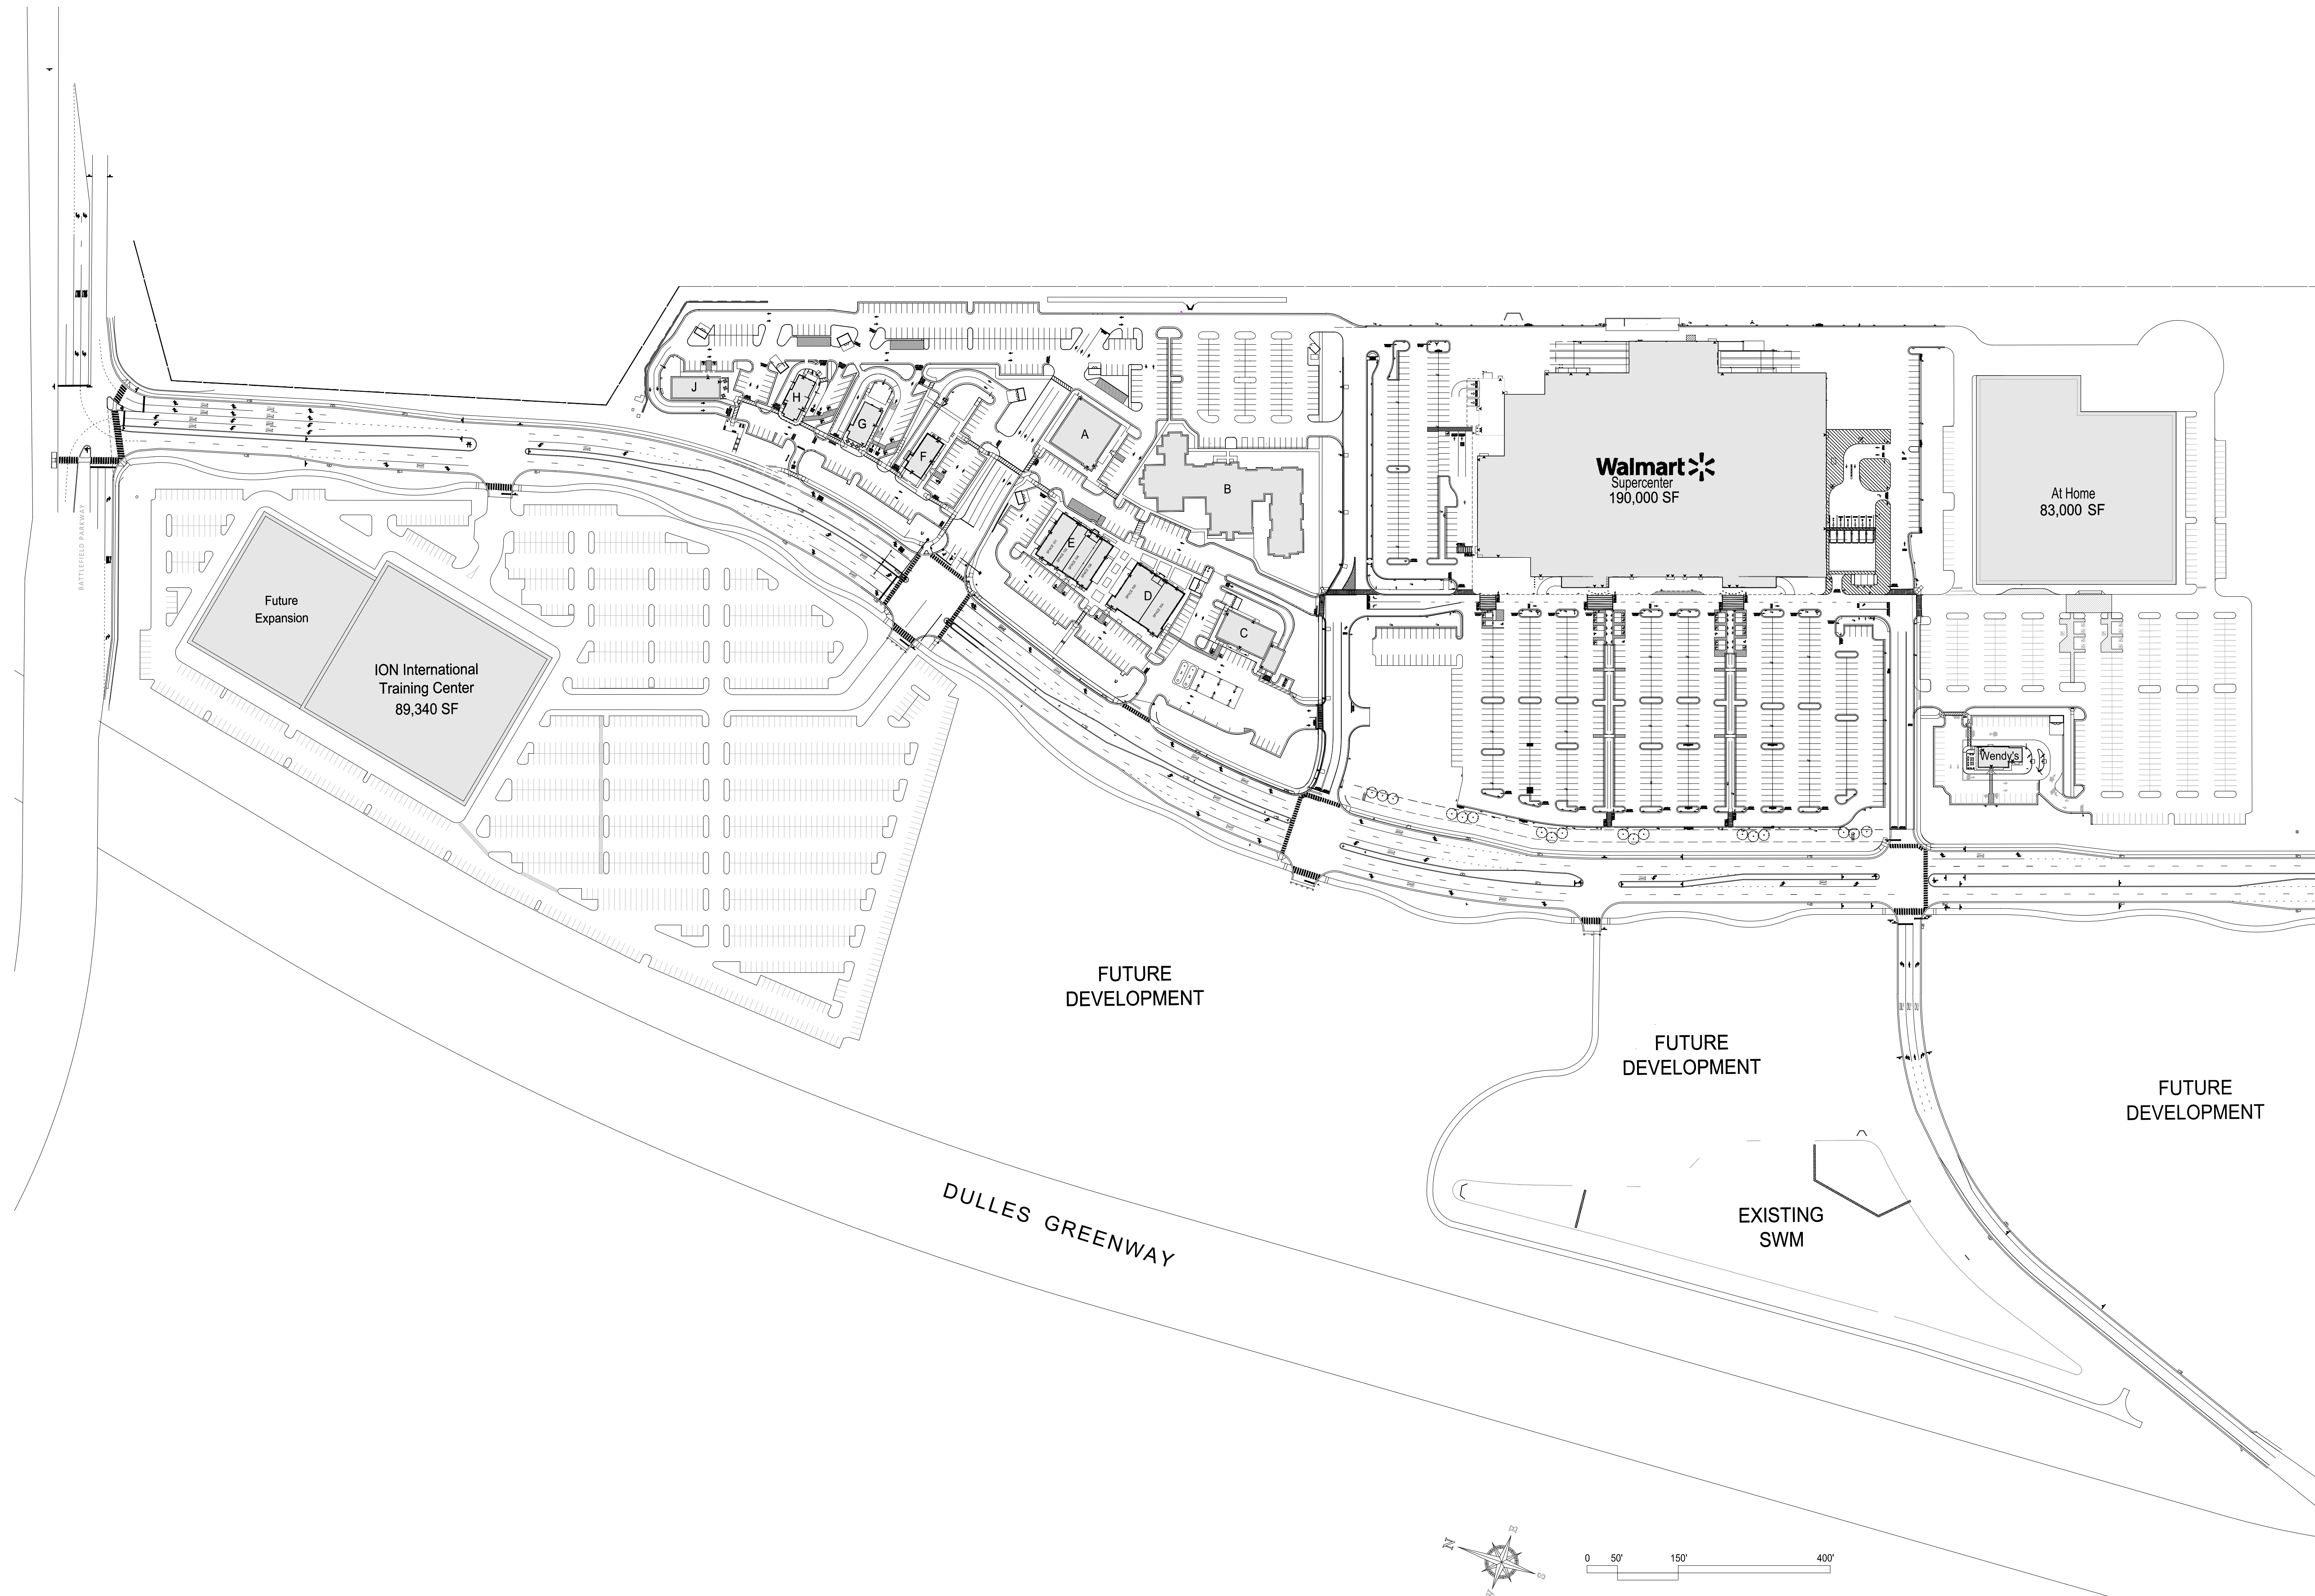 BATTLEFIELD PARKWAY
J
H
G
F
A
B
E
D
C
Walmart
Supercenter
190,000 SF
At Home
83,000 SF
Wendy's
Future
Expansion
ION International
Training Center
89,340 SF
FUTURE
DEVELOPMENT
FUTURE
DEVELOPMENT
FUTURE
DEVELOPMENT
EXISTING
SWM
DULLES GREENWAY
N
0 50' 150' 400'